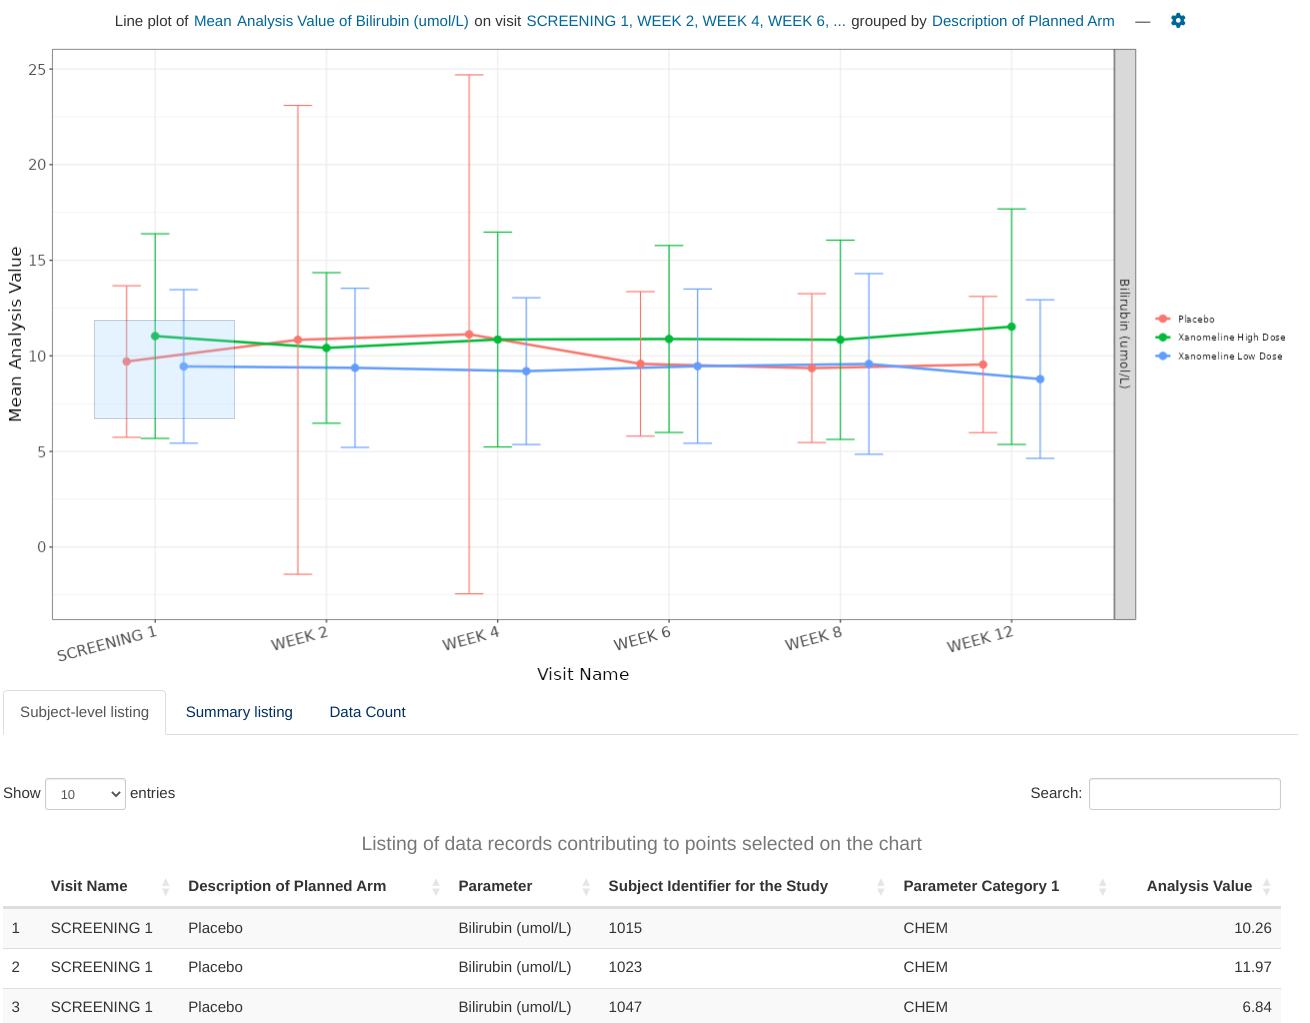 Line plot of Mean Analysis Value of Bilirubin (umol/L) on visit SCREENING 1, WEEK 2, WEEK 4, WEEK 6, ... grouped by Description of Planned Arm —
25
20
15
10
5
0
Mean Analysis Value
Bilirubin (umol/L)
Placebo
Xanomeline High Dose
Xanomeline Low Dose
SCREENING 1
WEEK 2
WEEK 4
WEEK 6
WEEK 8
WEEK 12
Visit Name
Subject-level listing Summary listing Data Count
Show 10 entries Search:
Listing of data records contributing to points selected on the chart
Visit Name Description of Planned Arm Parameter Subject Identifier for the Study Parameter Category 1 Analysis Value
1 SCREENING 1 Placebo Bilirubin (umol/L) 1015 CHEM 10.26
2 SCREENING 1 Placebo Bilirubin (umol/L) 1023 CHEM 11.97
3 SCREENING 1 Placebo Bilirubin (umol/L) 1047 CHEM 6.84